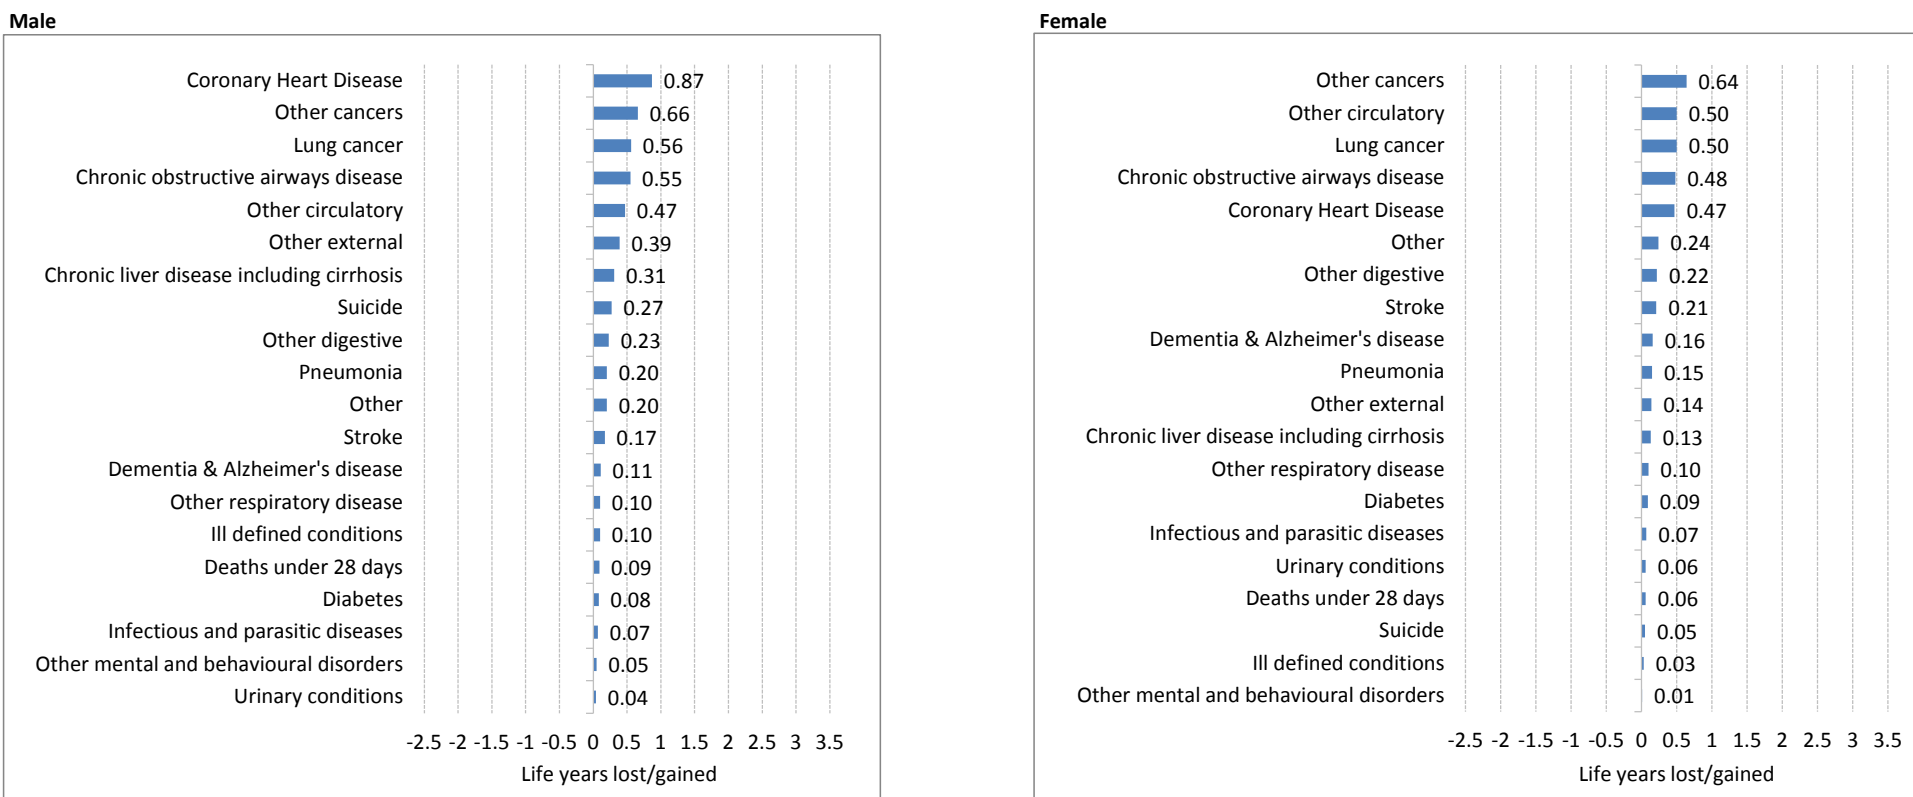 Male
Coronary Heart Disease 0.87
Other cancers 0.66
Lung cancer 0.56
Chronic obstructive airways disease 0.55
Other circulatory 0.47
Other external 0.39
Chronic liver disease including cirrhosis 0.31
Suicide 0.27
Other digestive 0.23
Pneumonia 0.20
Other 0.20
Stroke 0.17
Dementia & Alzheimer's disease 0.11
Other respiratory disease 0.10
Ill defined conditions 0.10
Deaths under 28 days 0.09
Diabetes 0.08
Infectious and parasitic diseases 0.07
Other mental and behavioural disorders 0.05
Urinary conditions 0.04
-2.5 -2 -1.5 -1 -0.5 0 0.5 1 1.5 2 2.5 3 3.5
Life years lost/gained
Female
Other cancers 0.64
Other circulatory 0.50
Lung cancer 0.50
Chronic obstructive airways disease 0.48
Coronary Heart Disease 0.47
Other 0.24
Other digestive 0.22
Stroke 0.21
Dementia & Alzheimer's disease 0.16
Pneumonia 0.15
Other external 0.14
Chronic liver disease including cirrhosis 0.13
Other respiratory disease 0.10
Diabetes 0.09
Infectious and parasitic diseases 0.07
Urinary conditions 0.06
Deaths under 28 days 0.06
Suicide 0.05
Ill defined conditions 0.03
Other mental and behavioural disorders 0.01
-2.5 -2 -1.5 -1 -0.5 0 0.5 1 1.5 2 2.5 3 3.5
Life years lost/gained